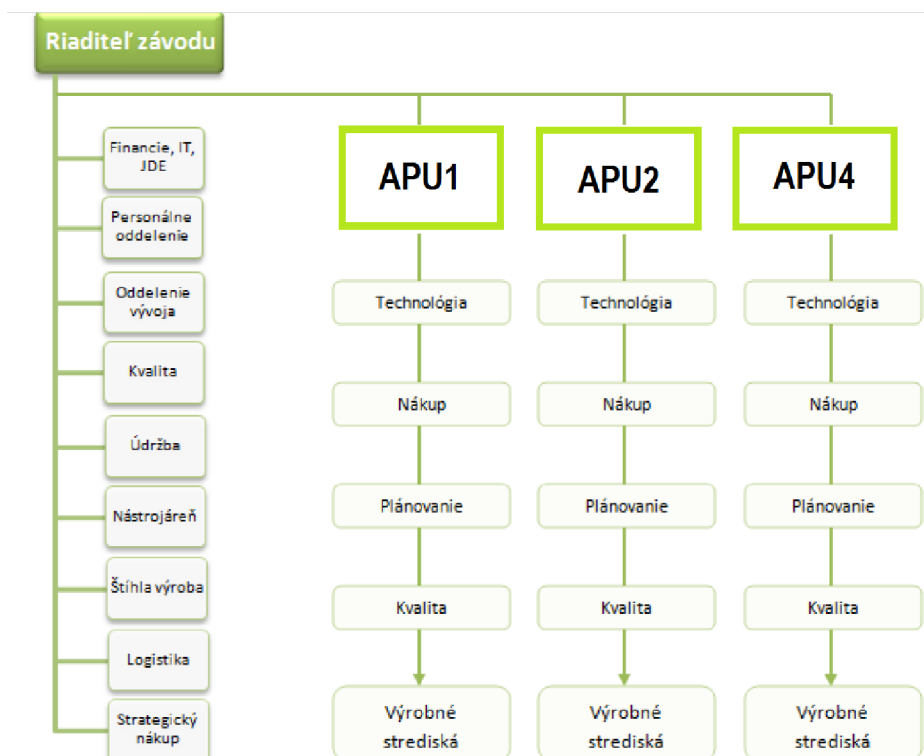 Riaditeľ závodu
Financie, IT,
JDE
Personálne
oddelenie
Oddelenie
vývoja
Kvalita
Údržba
Nástrojáreň
Štíhla výroba
Logistika
Strategický
nákup
APU1
Technológia
Nákup
Plánovanie
Kvalita
Výrobné
strediská
APU2
Technológia
Nákup
Plánovanie
Kvalita
Výrobné
strediská
APU4
Technológia
Nákup
Plánovanie
Kvalita
Výrobné
strediská